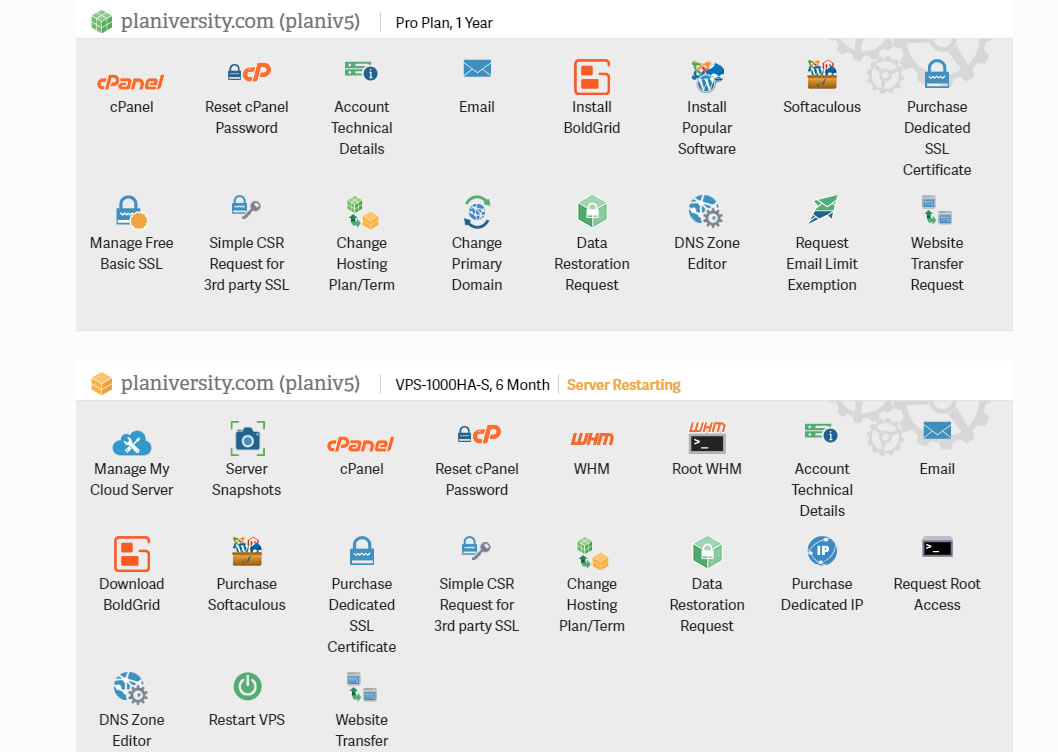 planiversity.com (planiv5) Pro Plan, 1 Year
cPanel cP
cPanel Reset cPanel Account Email Install Install Softaculous Purchase
Password Technical BoldGrid Popular Dedicated
Details Software SSL
Certificate
Manage Free Simple CSR Change Change Data DNS Zone Request Website
Basic SSL Request for Hosting Primary Restoration Editor Email Limit Transfer
3rd party SSL Plan/Term Domain Request Exemption Request
planiversity.com (planiv5) VPS-1000HA-S, 6 Month Server Restarting
cPanel cP WHM WHM >_
Manage My Server cPanel Reset cPanel WHM Root WHM Account Email
Cloud Server Snapshots Password Technical
Details
IP >_
Download Purchase Purchase Simple CSR Change Data Purchase Request Root
BoldGrid Softaculous Dedicated Request for Hosting Restoration Dedicated IP Access
SSL 3rd party SSL Plan/Term Request
Certificate
DNS Zone Restart VPS Website
Editor Transfer